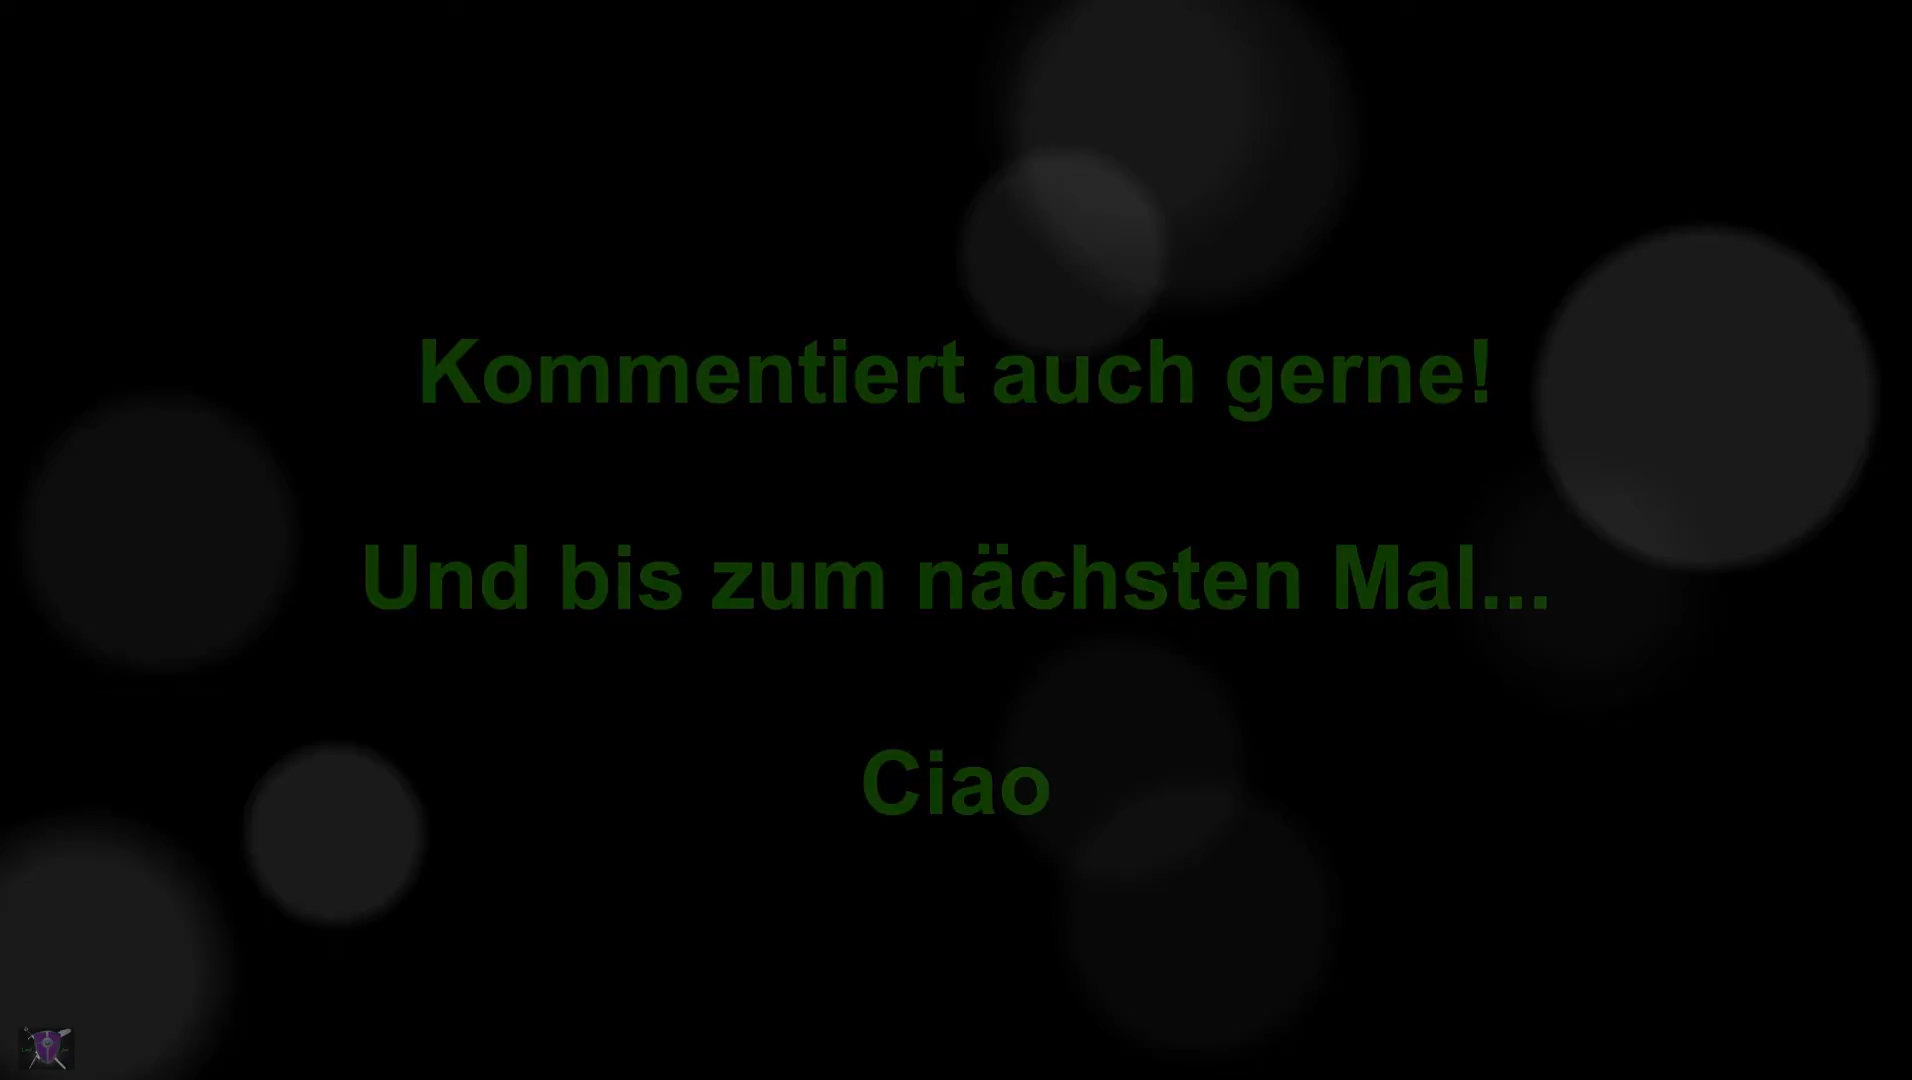 Kommentiert auch gerne!
Und bis zum nächsten Mal...
Ciao